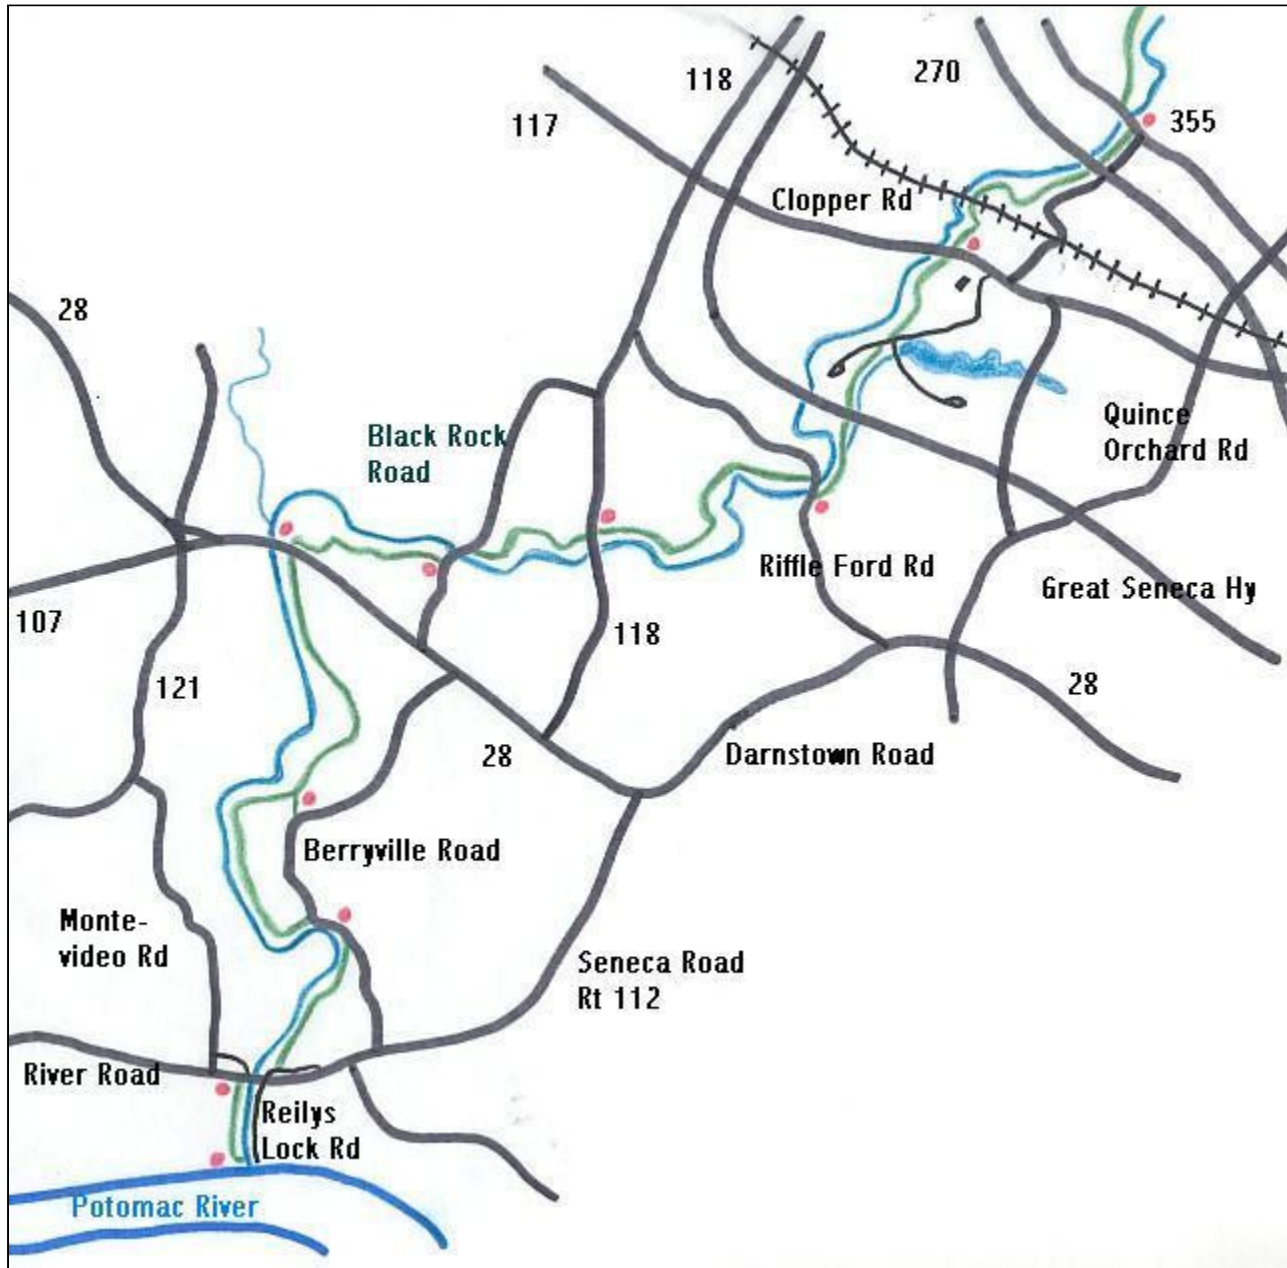 118
270
117
355
Clopper Rd
28
Black Rock
Road
Quince
Orchard Rd
Riffle Ford Rd
Great Seneca Hy
107
118
121
28
28
Darnstown Road
Berryville Road
Monte-
video Rd
Seneca Road
Rt 112
River Road
Reilys
Lock Rd
Potomac River